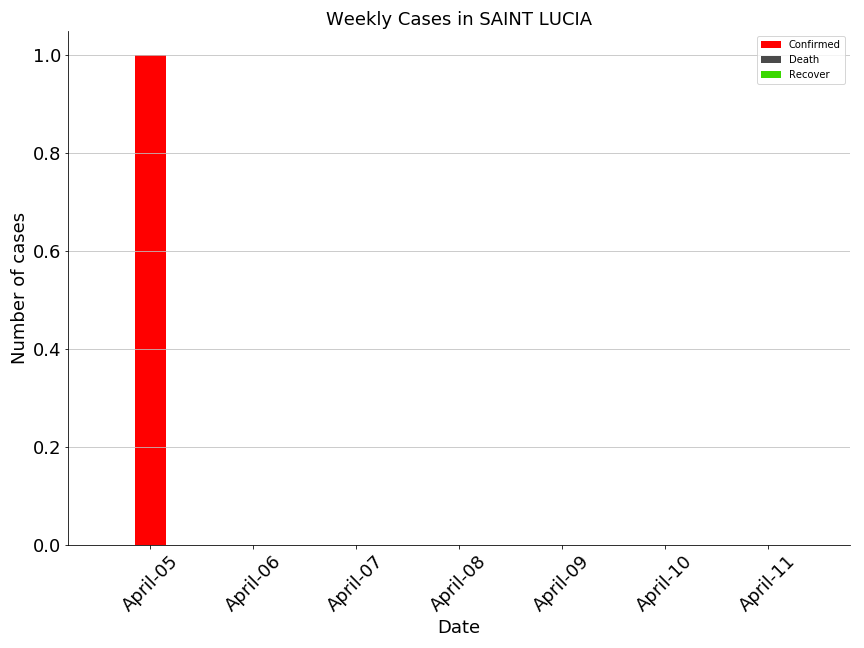 Weekly Cases in SAINT LUCIA
Confirmed
Death
Recover
1.0
0.8
0.6
0.4
0.2
0.0
Number of cases
April-05
April-06
April-07
April-08
April-09
April-10
April-11
Date